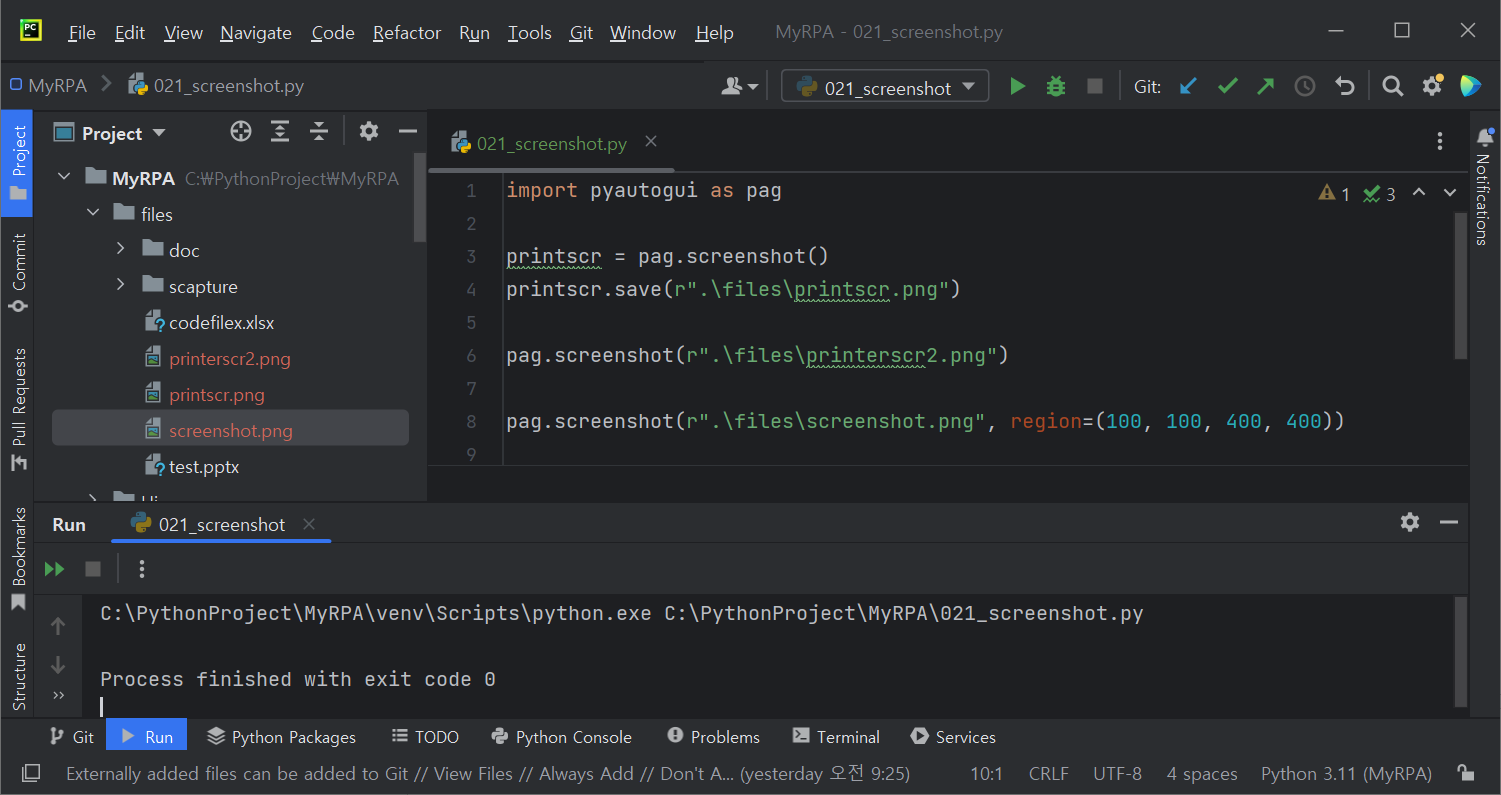 PC File Edit View Navigate Code Refactor Run Tools Git Window Help MyRPA - 021_screenshot.py
MyRPA 021_screenshot.py 021_screenshot Git:
Project
Commit
Pull Requests
Bookmarks
Structure
Project
MyRPA C:₩PythonProject₩MyRPA
files
doc
scapture
codefilex.xlsx
printerscr2.png
printscr.png
screenshot.png
test.pptx
021_screenshot.py
1 import pyautogui as pag
2
3 printscr = pag.screenshot()
4 printscr.save(r".\files\printscr.png")
5
6 pag.screenshot(r".\files\printerscr2.png")
7
8 pag.screenshot(r".\files\screenshot.png", region=(100, 100, 400, 400))
9
1 3
Notifications
Run 021_screenshot
C:\PythonProject\MyRPA\venv\Scripts\python.exe C:\PythonProject\MyRPA\021_screenshot.py
Process finished with exit code 0
Git Run Python Packages TODO Python Console Problems Terminal Services
Externally added files can be added to Git // View Files // Always Add // Don't A... (yesterday 오전 9:25) 10:1 CRLF UTF-8 4 spaces Python 3.11 (MyRPA)